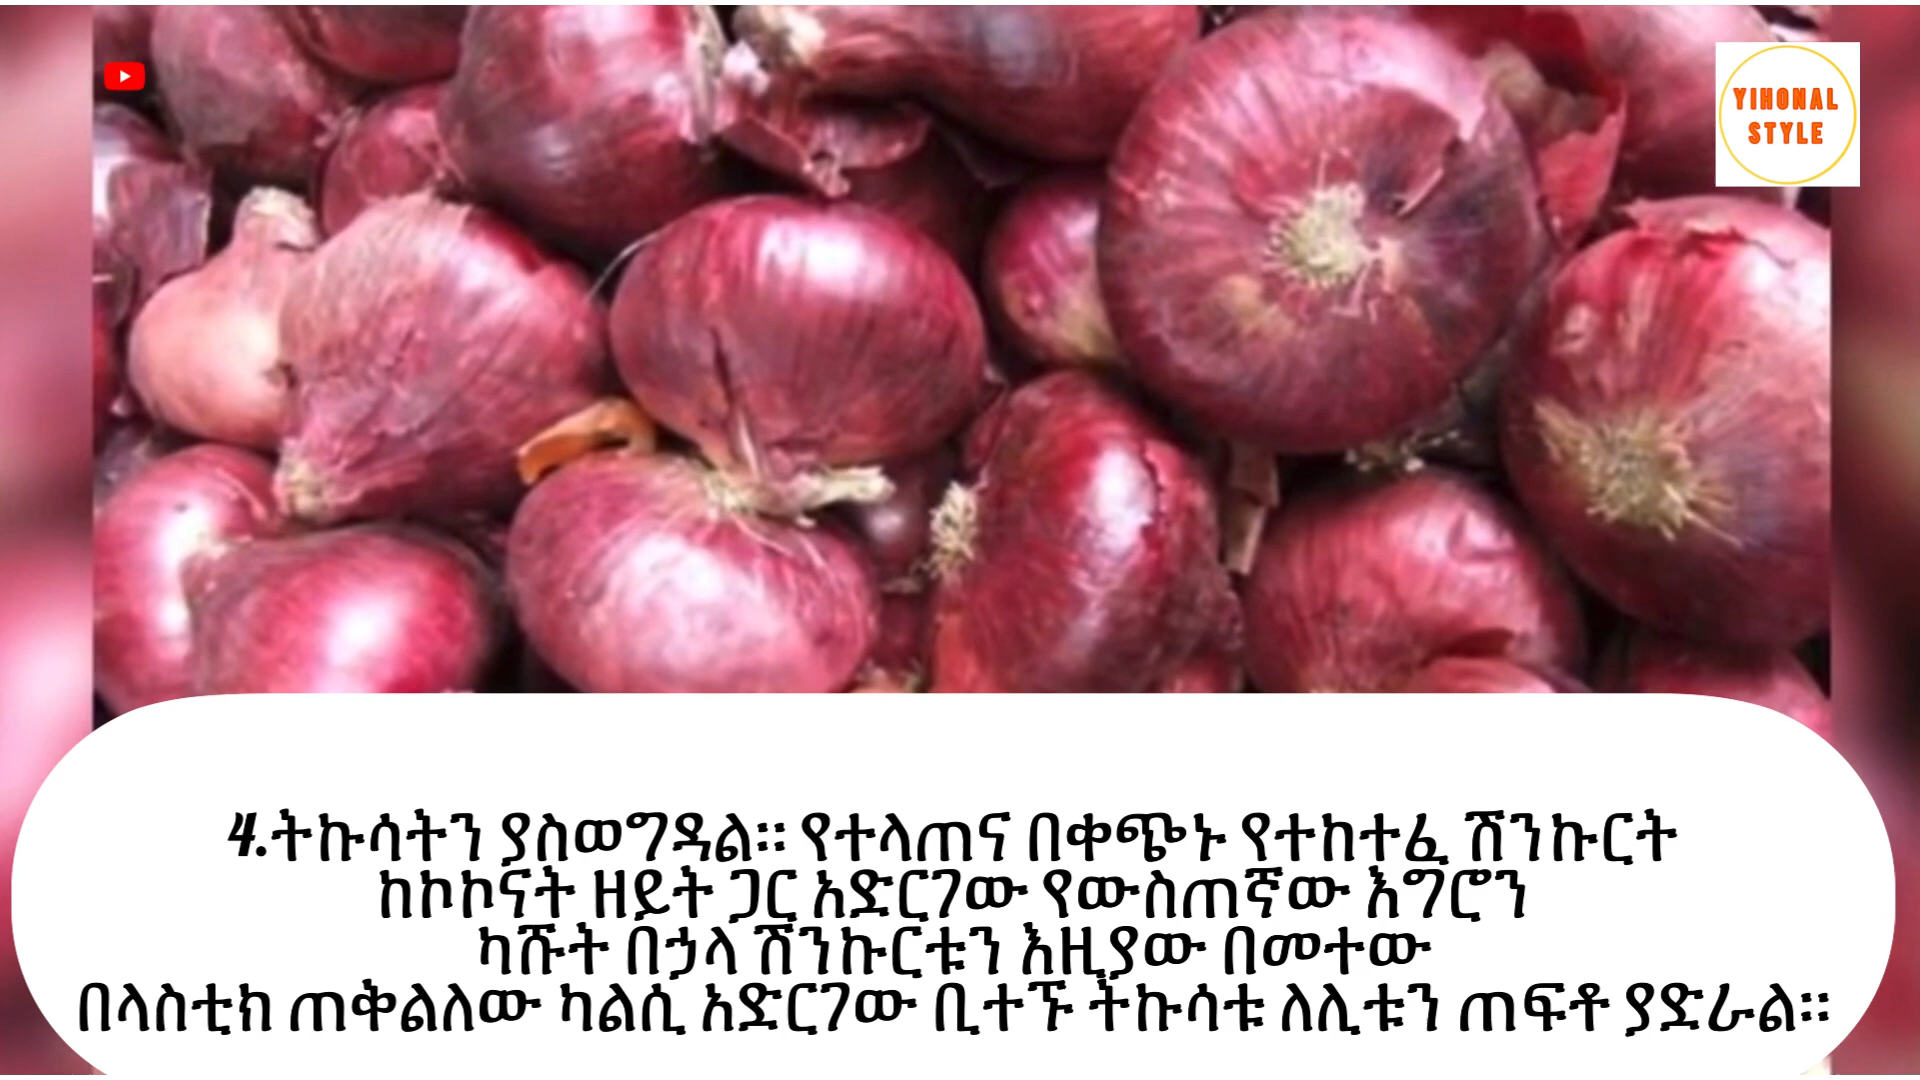 YIHONAL
STYLE
4.ትኩሳትን ያስወግዳል። የተላጠና በቀጭኑ የተከተፈ ሽንኩርት
ከኮኮናት ዘይት ጋር አድርገው የውስጠኛው እግሮን
ካሹት በኃላ ሽንኩርቱን እዚያው በመተው
በላስቲክ ጠቅልለው ካልሲ አድርገው ቢተኙ ትኩሳቱ ለሊቱን ጠፍቶ ያድራል።